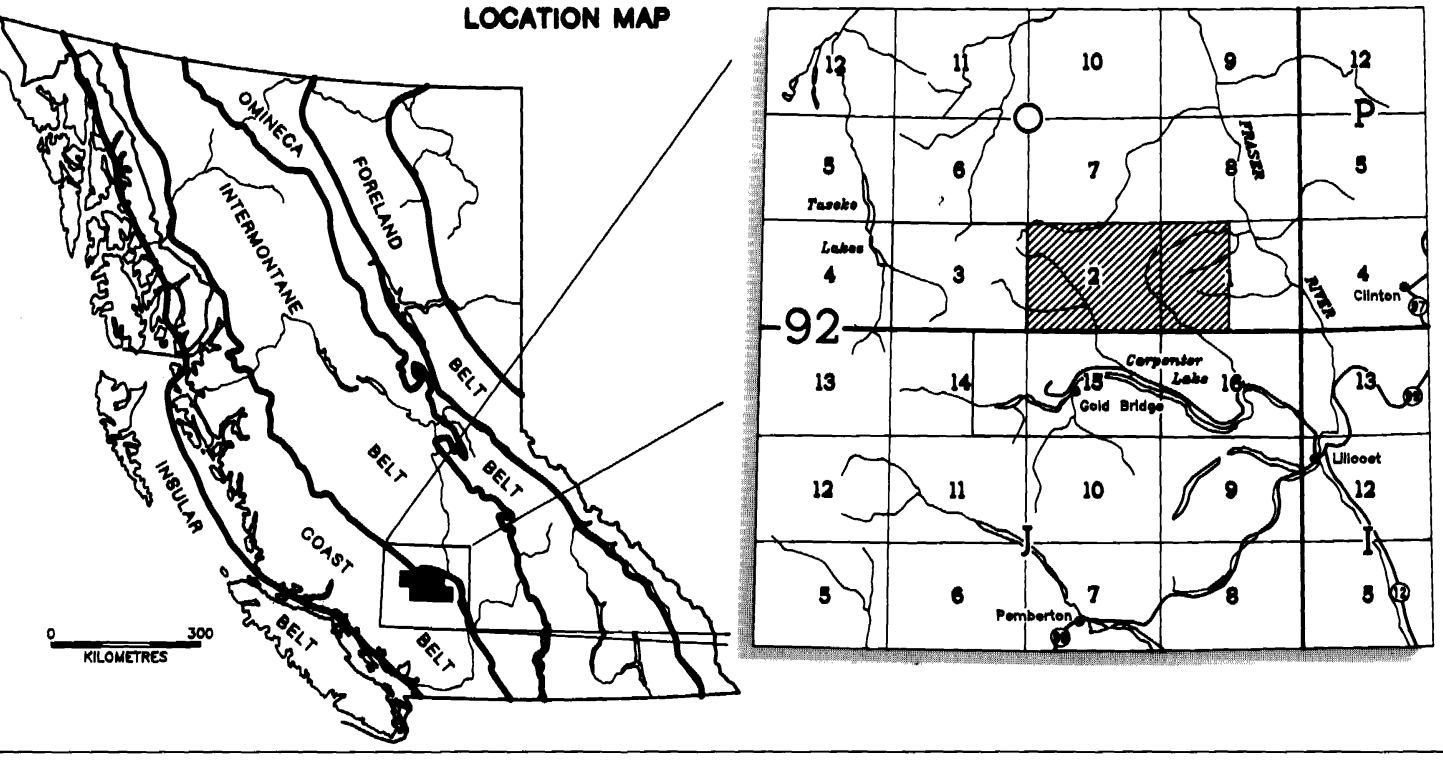 LOCATION MAP
OMINECA
FORELAND
INTERMONTANE
BELT
BELT
BELT
INSULAR
COAST
BELT
BELT
0 300
KILOMETRES
12 11 10 9 12
O P
5 6 7 8 5
FRASER
Taseko
Lakes
4 3 2 4
RIVER
Clinton
92
Carpenter
Lake
13 14 15 16 13
Gold Bridge
Lillooet
12 11 10 9 12
J I
5 6 7 8 5
12
Pemberton